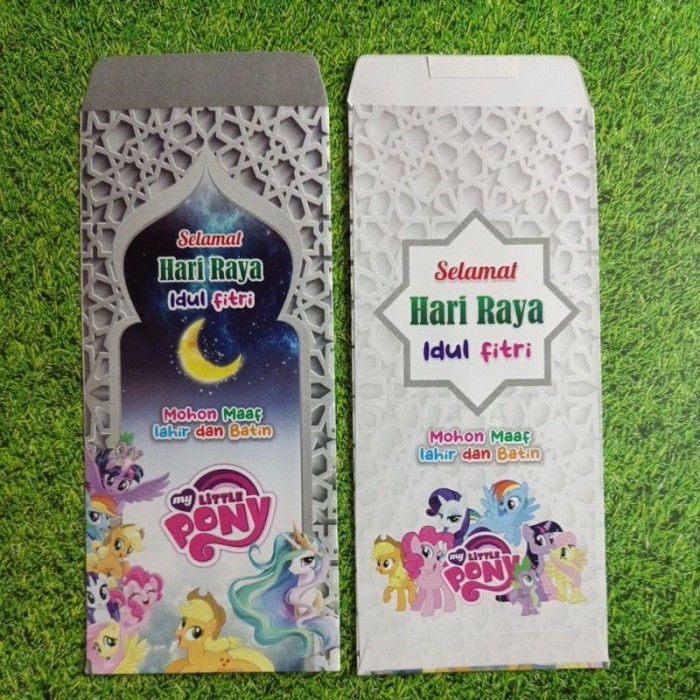 Selamat
Hari Raya
Idul fitri
Mohon Maaf
lahir dan Batin
my LITTLE
PONY
Selamat
Hari Raya
Idul fitri
Mohon Maaf
lahir dan Batin
my LITTLE
PONY